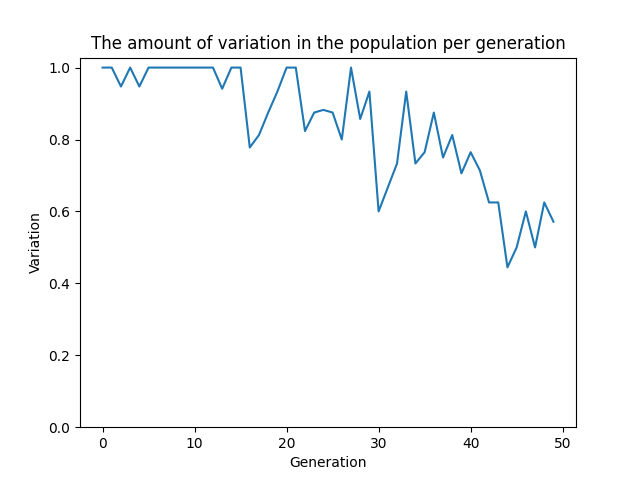 The amount of variation in the population per generation
1.0
0.8
0.6
0.4
0.2
0.0
Variation
0 10 20 30 40 50
Generation